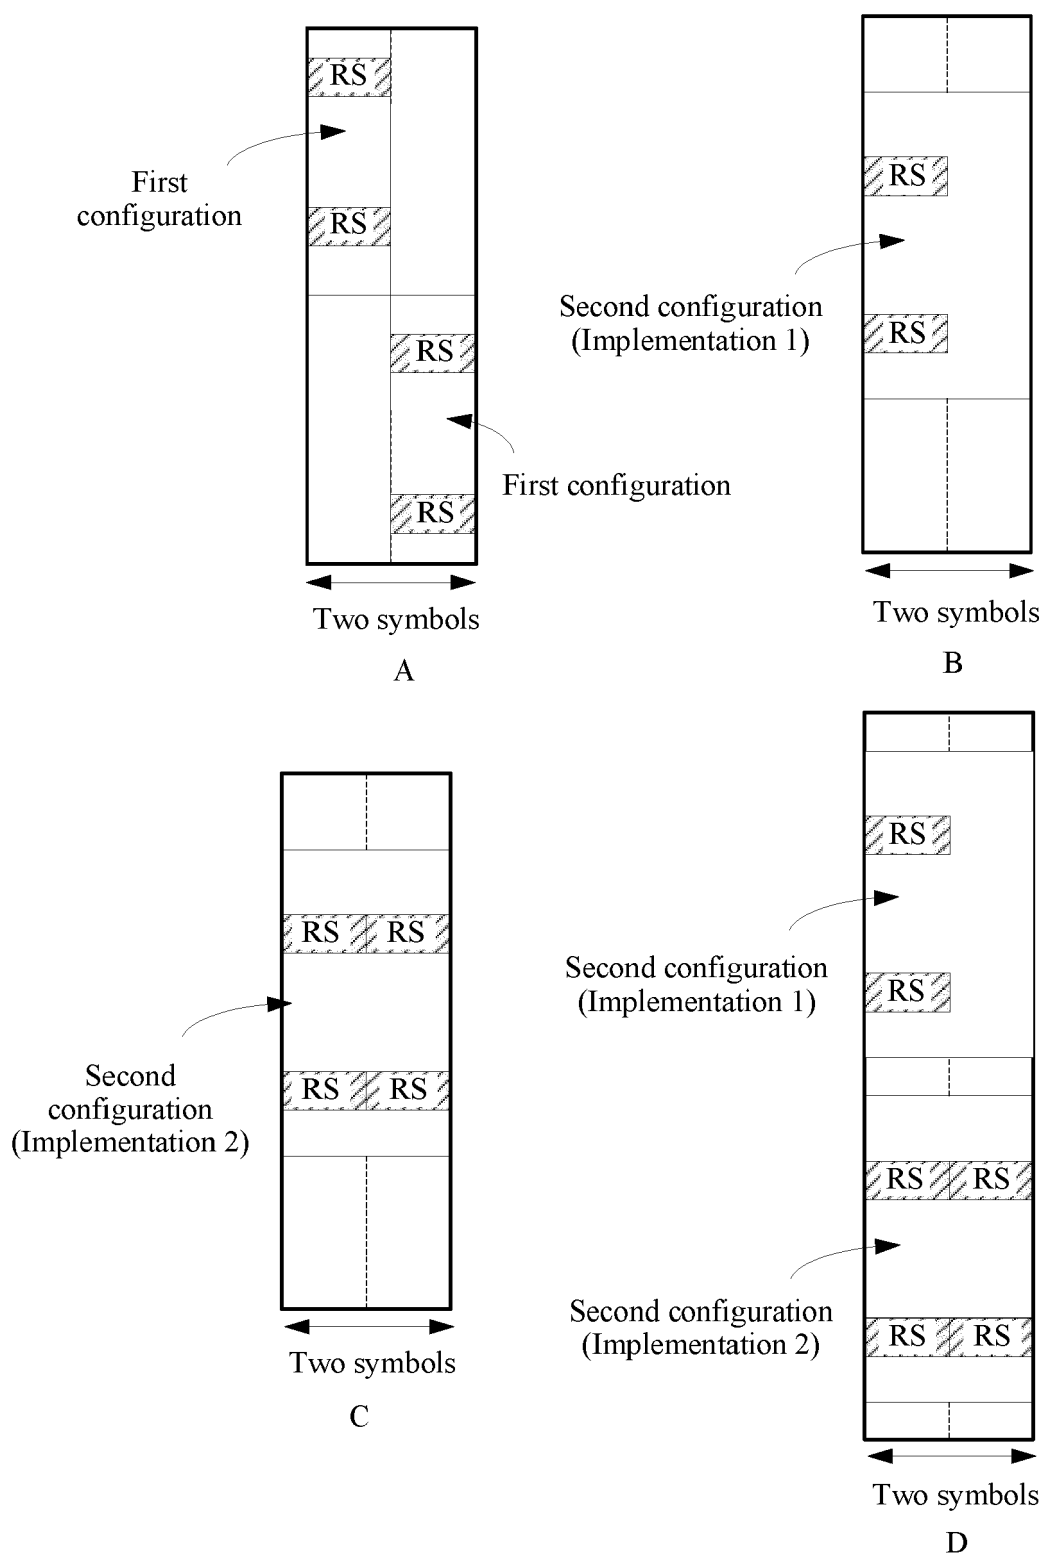 RS
First
configuration
RS
RS
First configuration
RS
Two symbols
A
RS
Second configuration
(Implementation 1)
RS
Two symbols
B
RS RS
Second
configuration
(Implementation 2)
RS RS
Two symbols
C
RS
Second configuration
(Implementation 1)
RS
RS RS
Second configuration
(Implementation 2)
RS RS
Two symbols
D